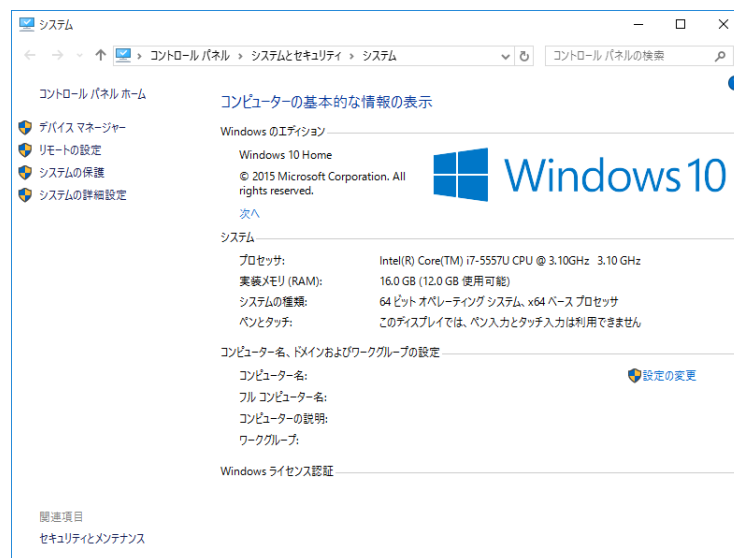 システム
コントロール パネル › システムとセキュリティ › システム
コントロール パネルの検索
コントロール パネル ホーム
デバイス マネージャー
リモートの設定
システムの保護
システムの詳細設定
コンピューターの基本的な情報の表示
Windows のエディション
Windows 10 Home
© 2015 Microsoft Corporation. All
rights reserved.
次へ
Windows 10
システム
プロセッサ: Intel(R) Core(TM) i7-5557U CPU @ 3.10GHz 3.10 GHz
実装メモリ (RAM): 16.0 GB (12.0 GB 使用可能)
システムの種類: 64 ビット オペレーティング システム、x64 ベース プロセッサ
ペンとタッチ: このディスプレイでは、ペン入力とタッチ入力は利用できません
コンピューター名、ドメインおよびワークグループの設定
コンピューター名: 設定の変更
フル コンピューター名:
コンピューターの説明:
ワークグループ:
Windows ライセンス認証
関連項目
セキュリティとメンテナンス